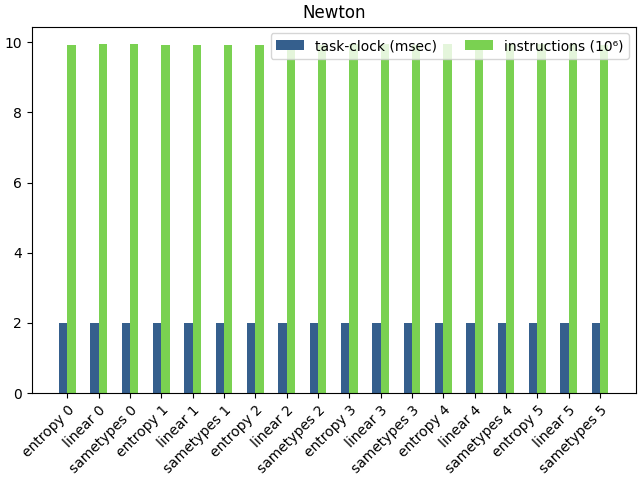 Newton
task-clock (msec)
instructions (10⁶)
10
8
6
4
2
0
entropy 0
linear 0
sametypes 0
entropy 1
linear 1
sametypes 1
entropy 2
linear 2
sametypes 2
entropy 3
linear 3
sametypes 3
entropy 4
linear 4
sametypes 4
entropy 5
linear 5
sametypes 5